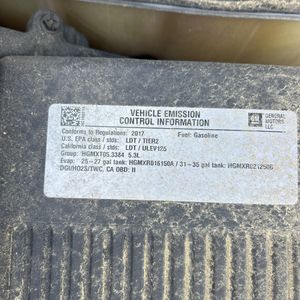 VEHICLE EMISSION
CONTROL INFORMATION
GM
GENERAL
MOTORS
LLC
Conforms to Regulations: 2017 Fuel: Gasoline
U.S. EPA class / stds: LDT / TIER2
California class / stds: LDT / ULEV125
Group: HGMXT05.3384 5.3L
Evap: 25-27 gal tank: HGMXR016150A / 31-35 gal tank:
TWC, CA OBD: II